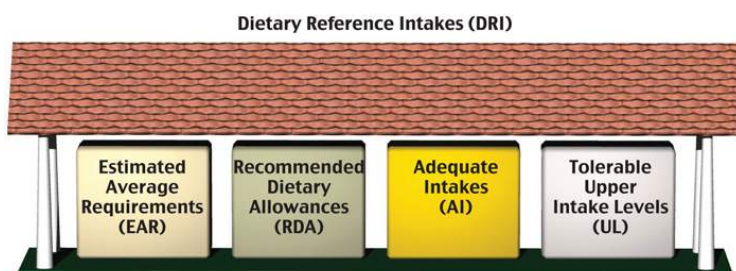 Dietary Reference Intakes (DRI)
Estimated
Average
Requirements
(EAR)
Recommended
Dietary
Allowances
(RDA)
Adequate
Intakes
(AI)
Tolerable
Upper
Intake Levels
(UL)